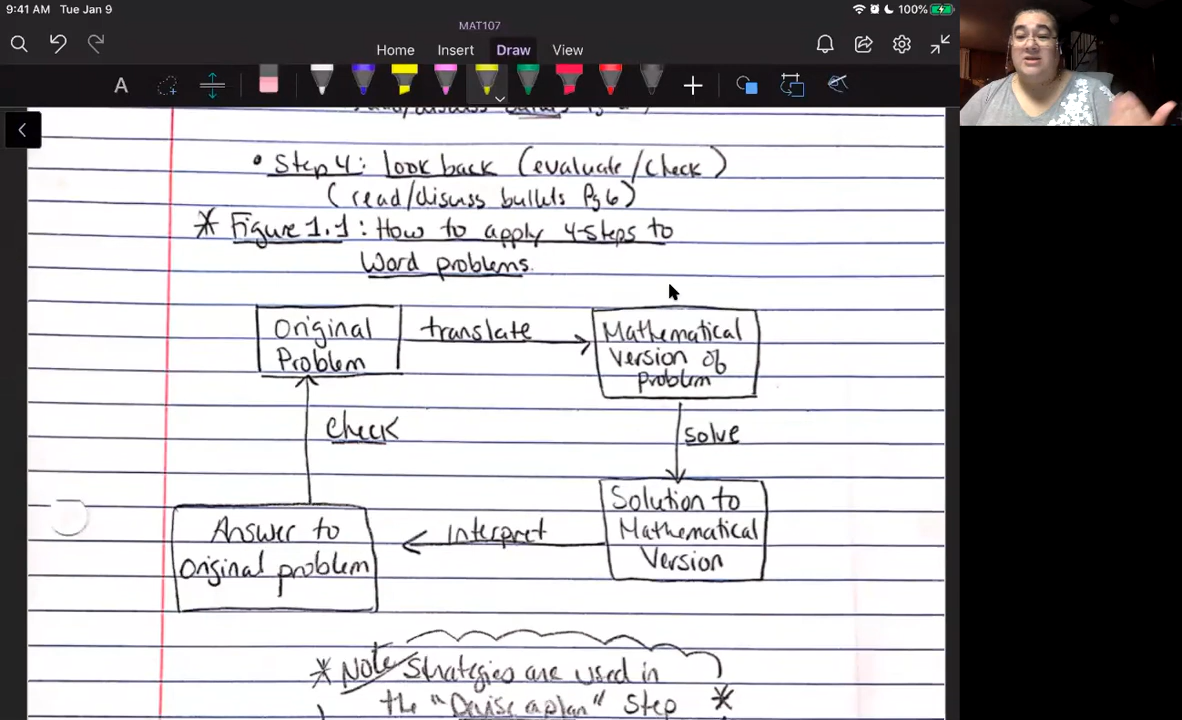 9:41 AM Tue Jan 9
100%
MAT107
Home Insert Draw View
A
• Step 4: look back (evaluate/check)
(read/discuss bullets Pg 6)
* Figure 1.1: How to apply 4-steps to
Word problems.
Original
Problem
translate
Mathematical
Version of
Problem
check
solve
Answer to
original problem
interpret
Solution to
Mathematical
Version
* Note Strategies are used in
the "Devise a plan" step *